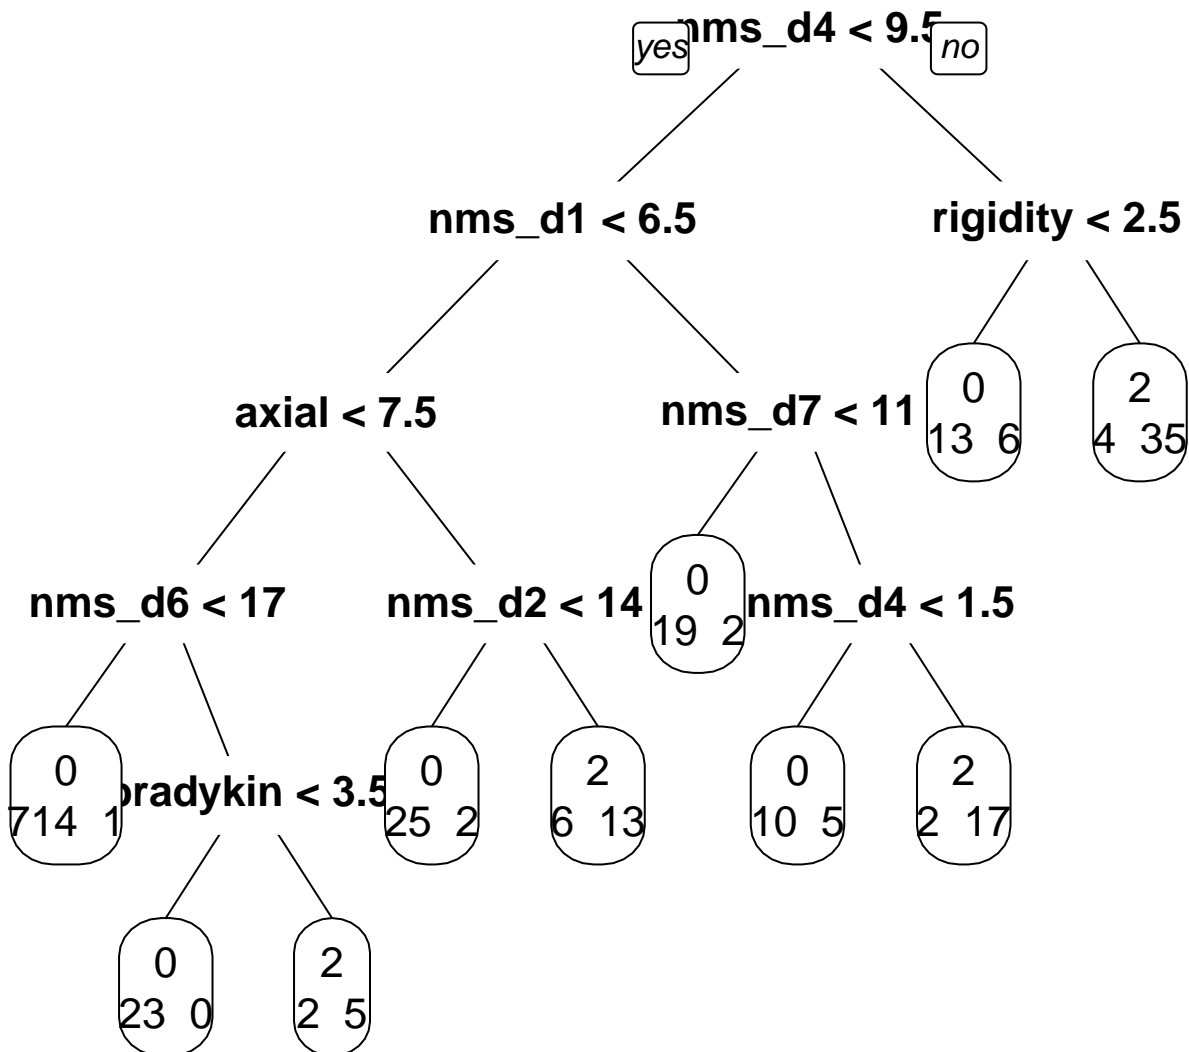 nms_d4 < 9.5
yes no
nms_d1 < 6.5 rigidity < 2.5
axial < 7.5 nms_d7 < 11 0 2
13 6 4 35
nms_d6 < 17 nms_d2 < 14 0 nms_d4 < 1.5
19 2
0 bradykin < 3.5 0 2 0 2
714 1 25 2 6 13 10 5 2 17
0 2
23 0 2 5